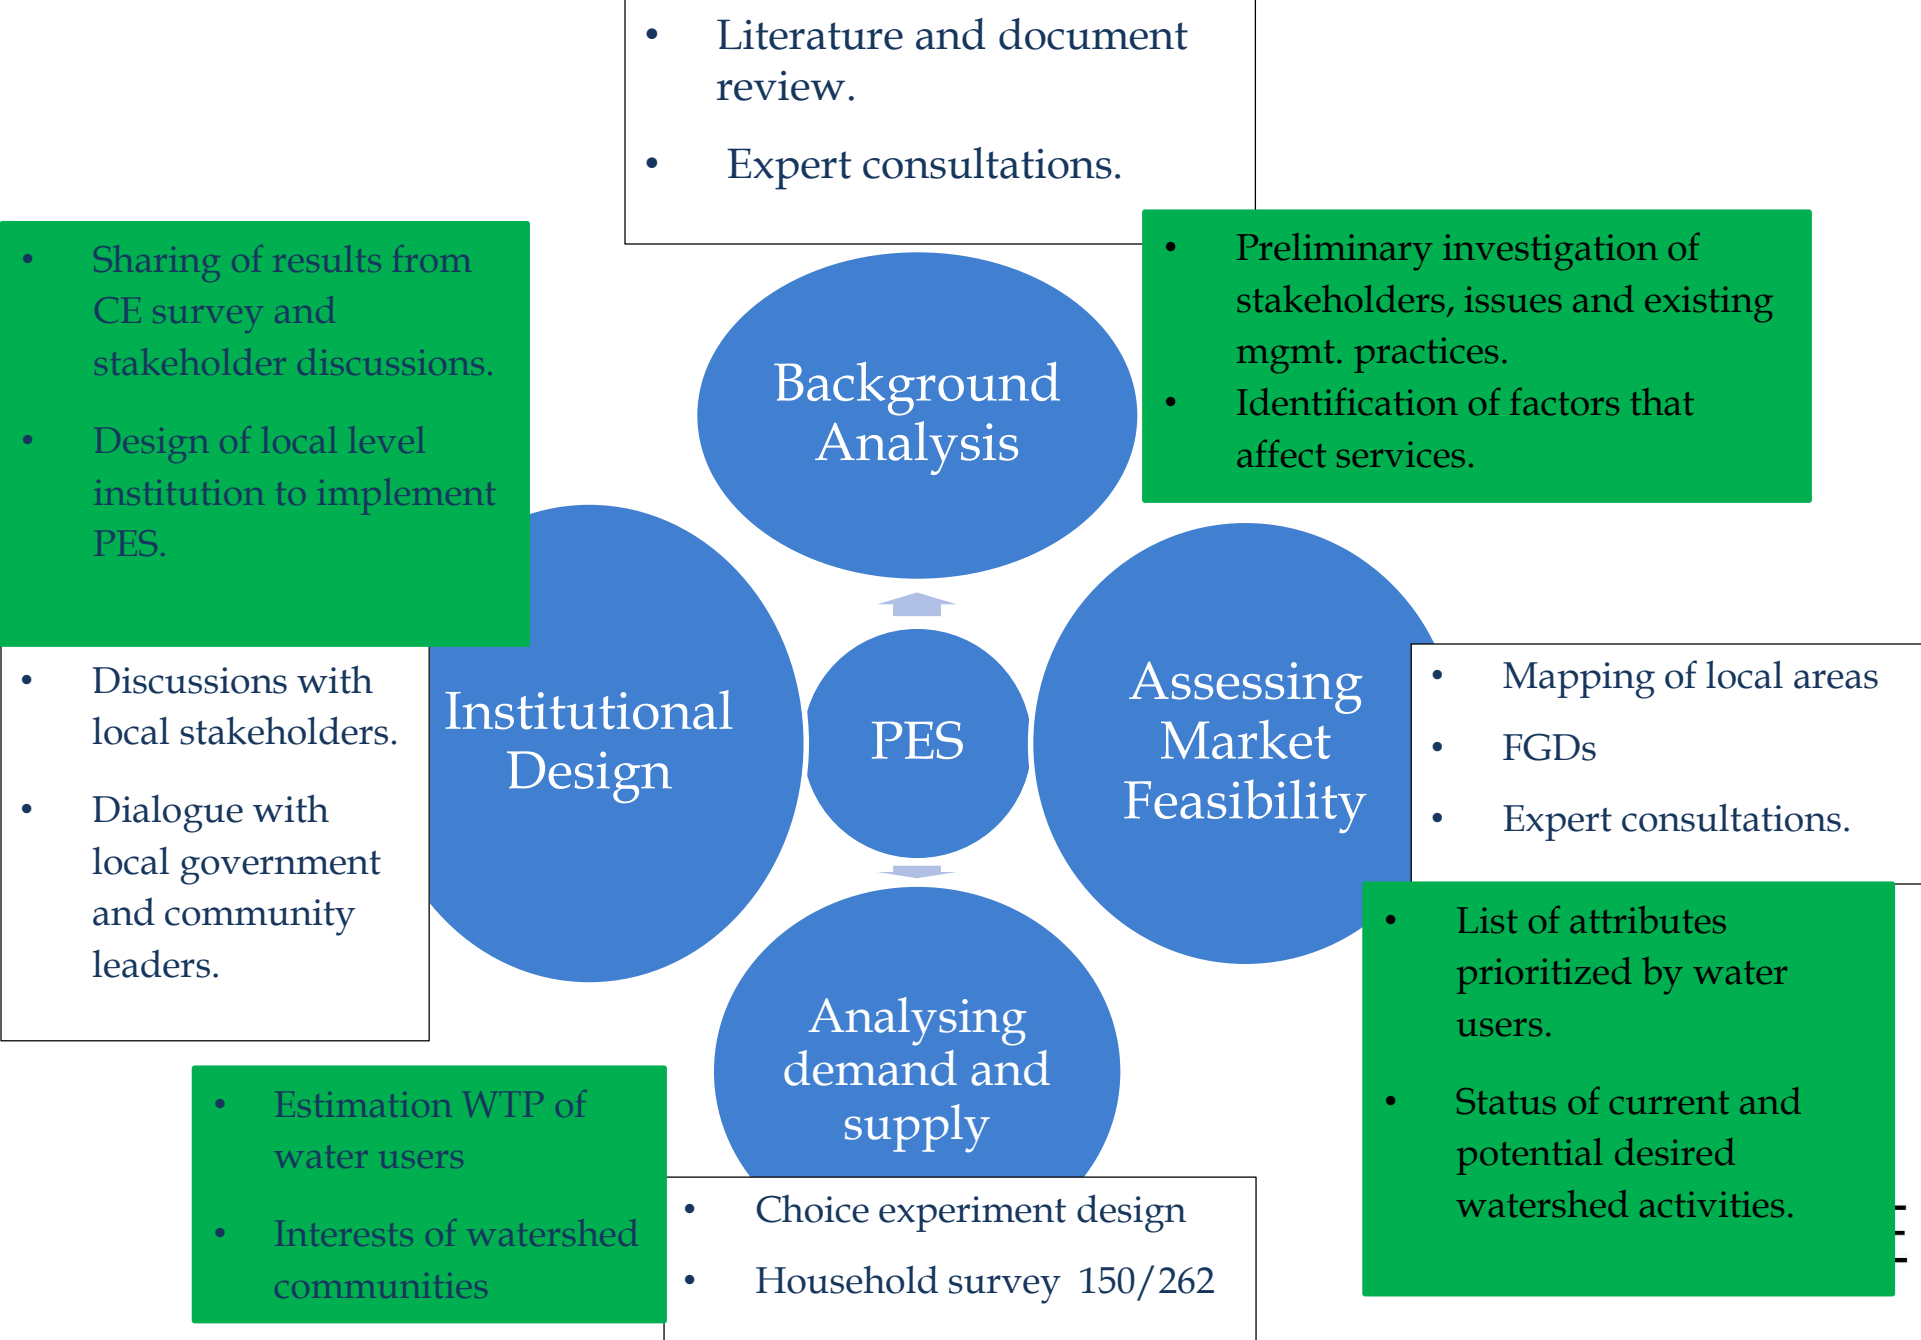 • Literature and document
review.
• Expert consultations.
• Sharing of results from
CE survey and
stakeholder discussions.
• Design of local level
institution to implement
PES.
• Preliminary investigation of
stakeholders, issues and existing
mgmt. practices.
• Identification of factors that
affect services.
Background
Analysis
• Discussions with
local stakeholders.
• Dialogue with
local government
and community
leaders.
Institutional
Design
PES
Assessing
Market
Feasibility
• Mapping of local areas
• FGDs
• Expert consultations.
• List of attributes
prioritized by water
users.
• Status of current and
potential desired
watershed activities.
Analysing
demand and
supply
• Estimation WTP of
water users
• Interests of watershed
communities
• Choice experiment design
• Household survey 150/262